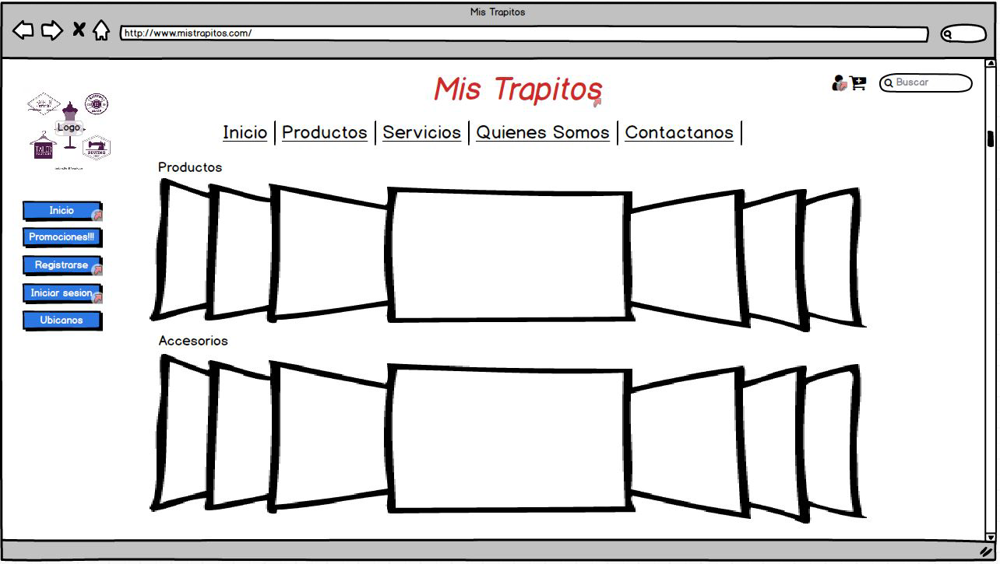 Mis Trapitos
http://www.mistrapitos.com/
Mis Trapitos
Buscar
Logo
Inicio
Productos
Servicios
Quienes Somos
Contactanos
Productos
Inicio
Promociones!!!
Registrarse
Iniciar sesion
Ubicanos
Accesorios